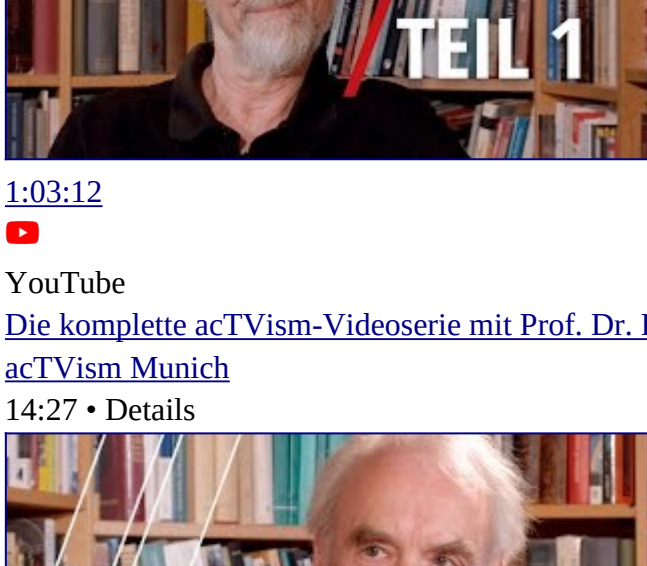 TEIL 1
1:03:12
YouTube
Die komplette acTVism-Videoserie mit Prof. Dr.
acTVism Munich
14:27 • Details